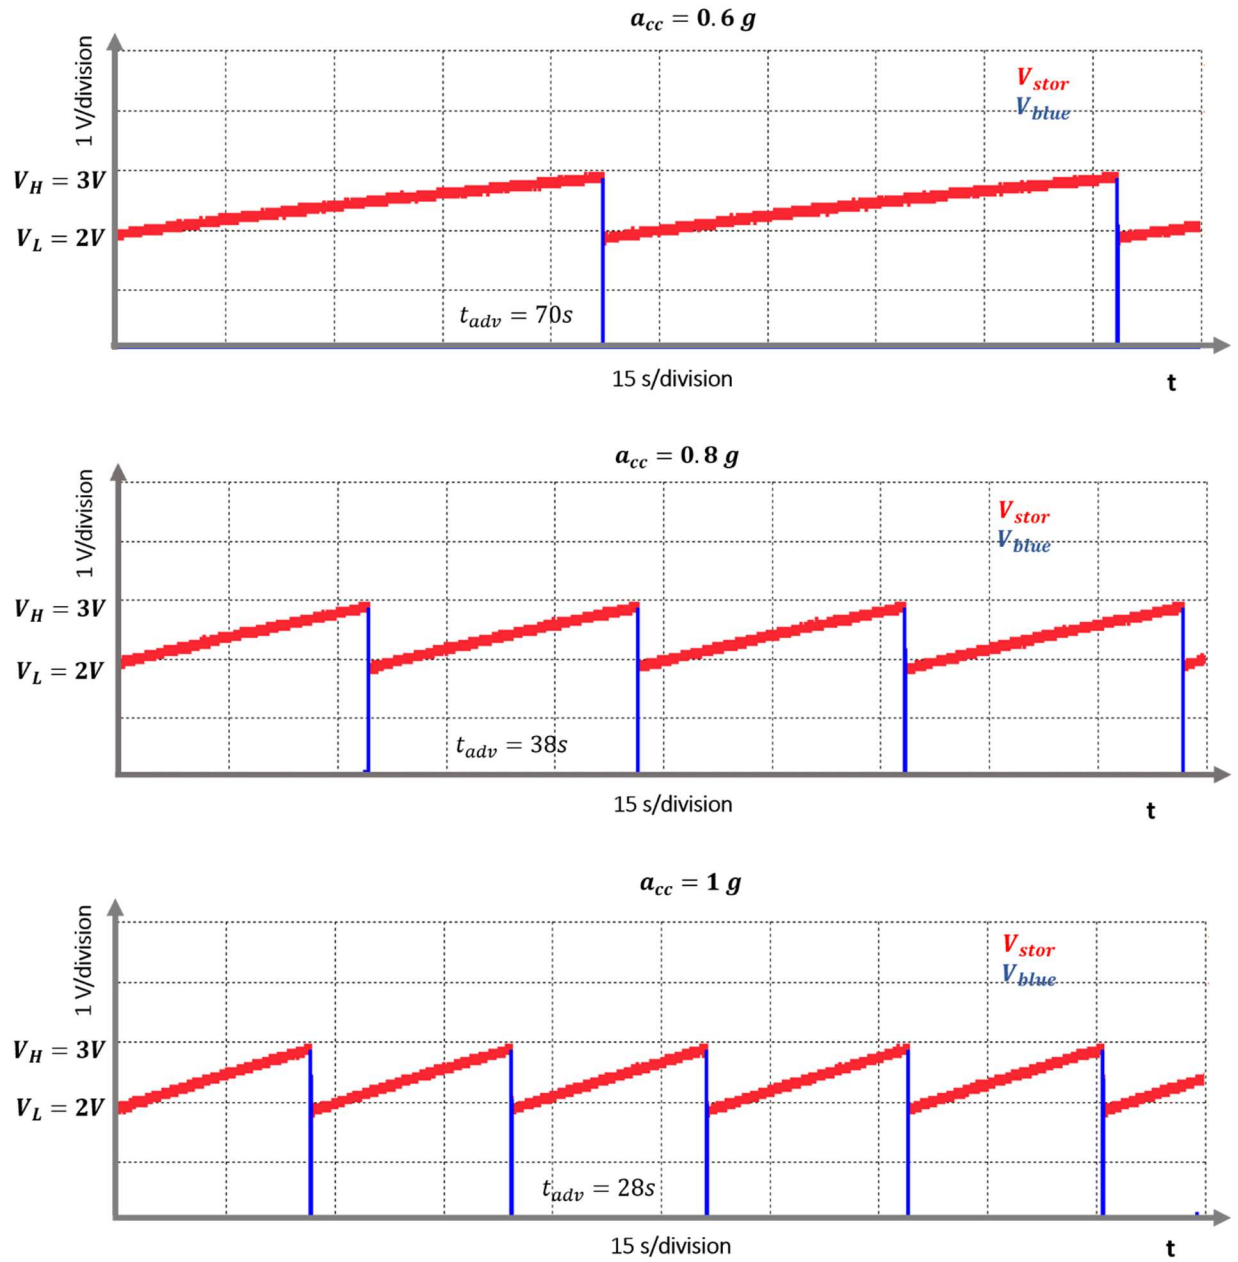 a_cc = 0.6 g
1 V/division
V_stor
V_blue
V_H = 3V
V_L = 2V
t_adv = 70s
15 s/division
t
a_cc = 0.8 g
1 V/division
V_stor
V_blue
V_H = 3V
V_L = 2V
t_adv = 38s
15 s/division
t
a_cc = 1 g
1 V/division
V_stor
V_blue
V_H = 3V
V_L = 2V
t_adv = 28s
15 s/division
t